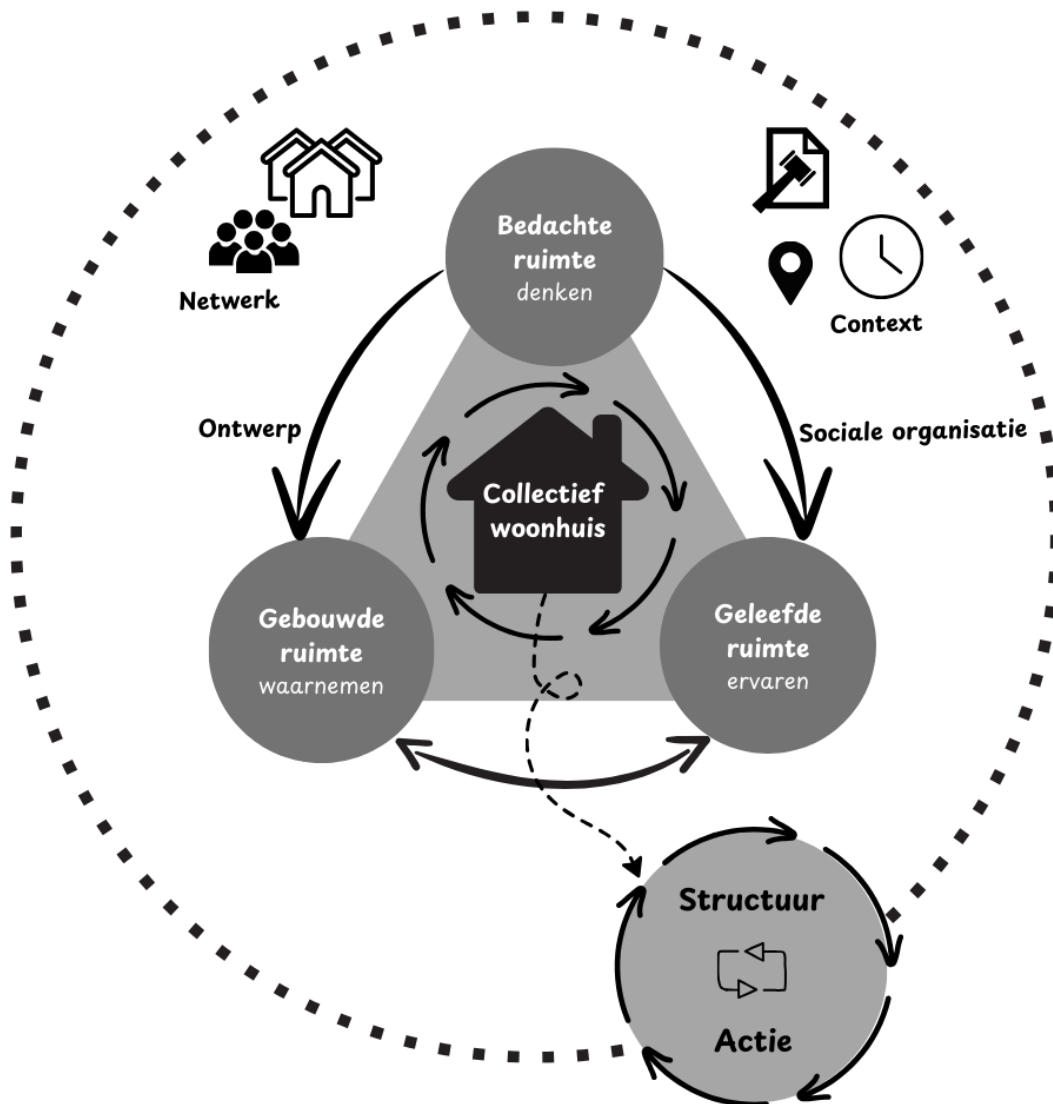 Bedachte
ruimte
denken
Netwerk
Context
Ontwerp
Sociale organisatie
Collectief
woonhuis
Gebouwde
ruimte
waarnemen
Geleefde
ruimte
ervaren
Structuur
Actie